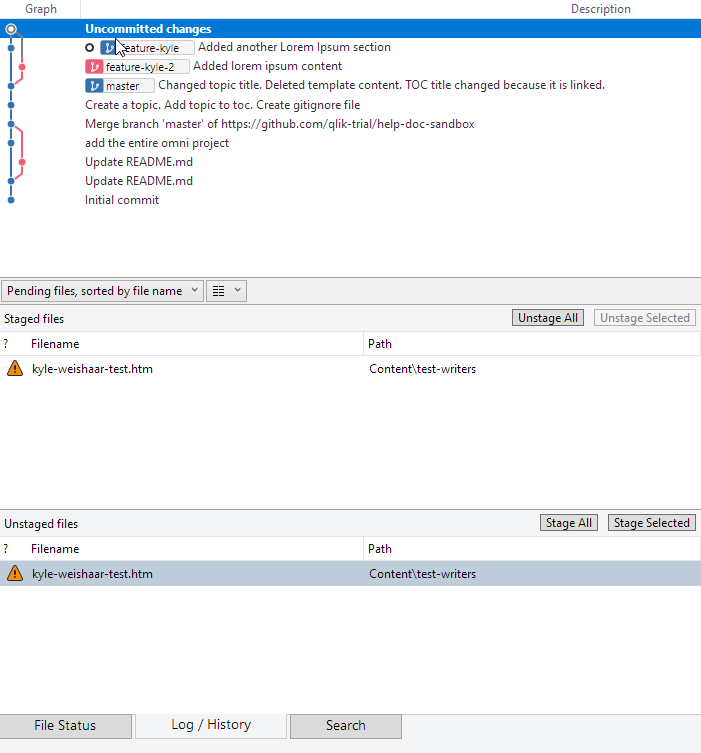 Graph Description
Uncommitted changes
feature-kyle Added another Lorem Ipsum section
feature-kyle-2 Added lorem ipsum content
master Changed topic title. Deleted template content. TOC title changed because it is linked.
Create a topic. Add topic to toc. Create gitignore file
Merge branch 'master' of https://github.com/qlik-trial/help-doc-sandbox
add the entire omni project
Update README.md
Update README.md
Initial commit
Pending files, sorted by file name
Staged files Unstage All Unstage Selected
? Filename Path
kyle-weishaar-test.htm Content\test-writers
Unstaged files Stage All Stage Selected
? Filename Path
kyle-weishaar-test.htm Content\test-writers
File Status Log / History Search